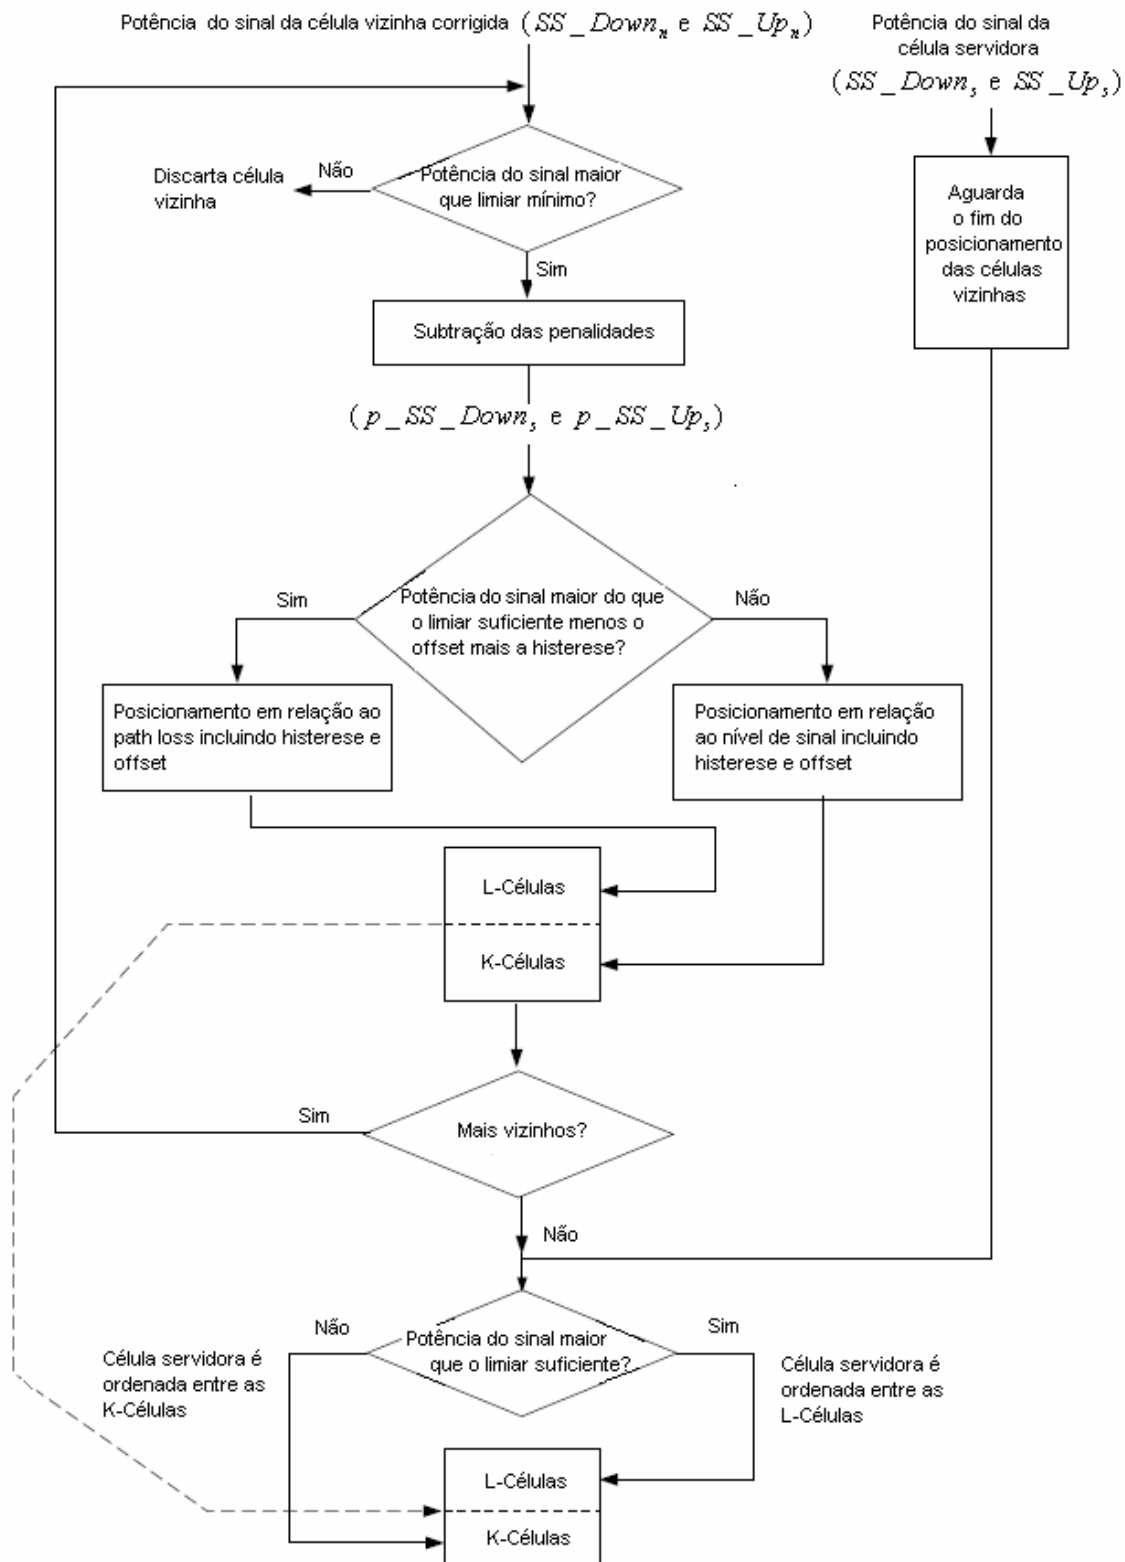 Potência do sinal da célula vizinha corrigida (SS_Down_n e SS_Up_n)
Potência do sinal da
célula servidora
(SS_Down_s e SS_Up_s)
Potência do sinal maior
que limiar mínimo?
Não
Discarta célula
vizinha
Sim
Aguarda
o fim do
posicionamento
das células
vizinhas
Subtração das penalidades
(p_SS_Down_s e p_SS_Up_s)
Sim
Potência do sinal maior do que
o limiar suficiente menos o
offset mais a histerese?
Não
Posicionamento em relação ao
path loss incluindo histerese e
offset
Posicionamento em relação
ao nível de sinal incluindo
histerese e offset
L-Células
K-Células
Sim
Mais vizinhos?
Não
Não
Potência do sinal maior
que o limiar suficiente?
Sim
Célula servidora é
ordenada entre as
K-Células
Célula servidora é
ordenada entre as
L-Células
L-Células
K-Células